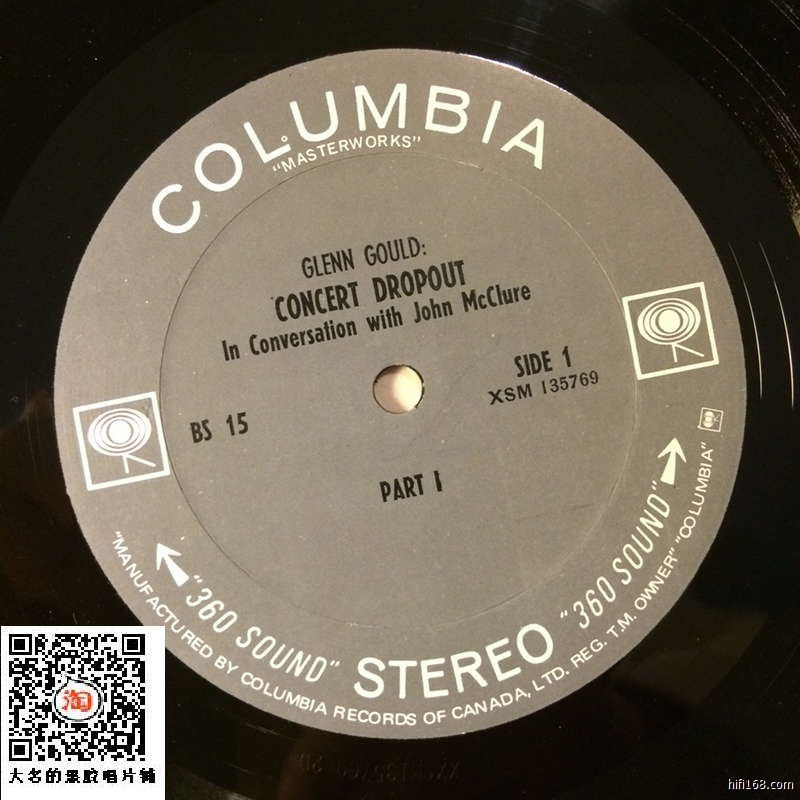 COLUMBIA
"MASTERWORKS"
GLENN GOULD:
CONCERT DROPOUT
In Conversation with John McClure
SIDE 1
XSM 135769
BS 15
PART I
"360 SOUND" STEREO "360 SOUND"
"MANUFACTURED BY COLUMBIA RECORDS OF CANADA, LTD. REG. T.M. OWNER" "COLUMBIA"
淘
大名的黑胶唱片铺
hifi168.com